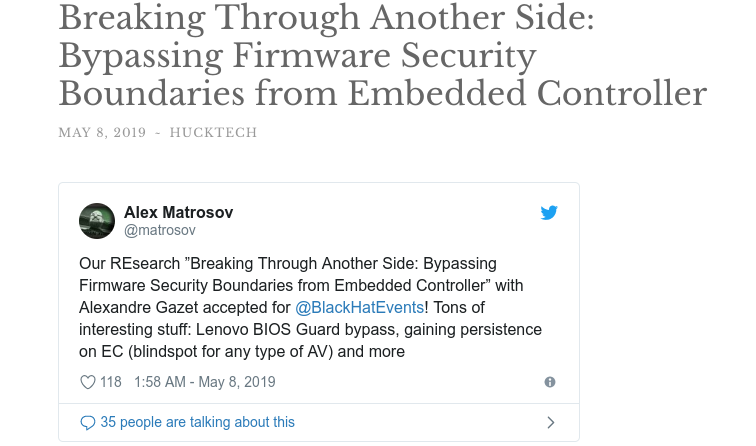 Breaking Through Another Side:
Bypassing Firmware Security
Boundaries from Embedded Controller
MAY 8, 2019 - HUCKTECH
Alex Matrosov
@matrosov
Our REsearch ”Breaking Through Another Side: Bypassing
Firmware Security Boundaries from Embedded Controller” with
Alexandre Gazet accepted for @BlackHatEvents! Tons of
interesting stuff: Lenovo BIOS Guard bypass, gaining persistence
on EC (blindspot for any type of AV) and more
118 1:58 AM - May 8, 2019
35 people are talking about this